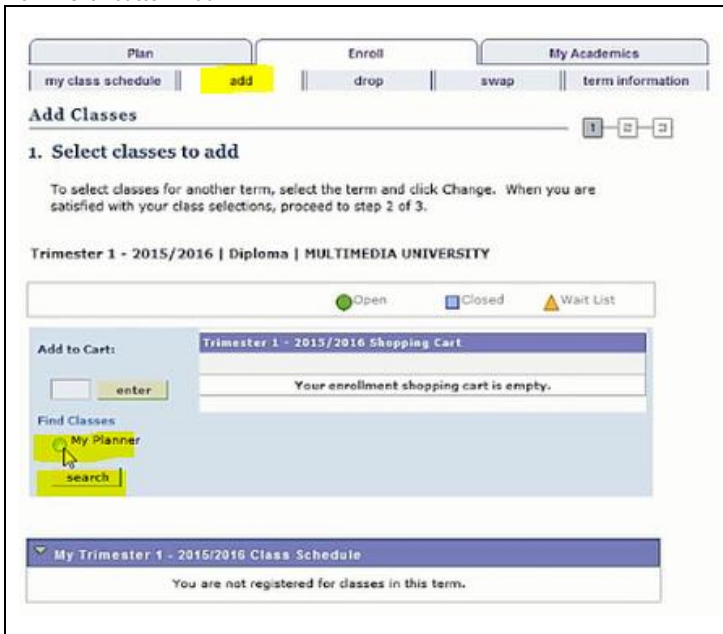 Plan Enroll My Academics
my class schedule add drop swap term information
Add Classes
1 2 3
1. Select classes to add
To select classes for another term, select the term and click Change. When you are
satisfied with your class selections, proceed to step 2 of 3.
Trimester 1 - 2015/2016 | Diploma | MULTIMEDIA UNIVERSITY
Open Closed Wait List
Add to Cart:
Trimester 1 - 2015/2016 Shopping Cart
enter
Your enrollment shopping cart is empty.
Find Classes
My Planner
search
My Trimester 1 - 2015/2016 Class Schedule
You are not registered for classes in this term.